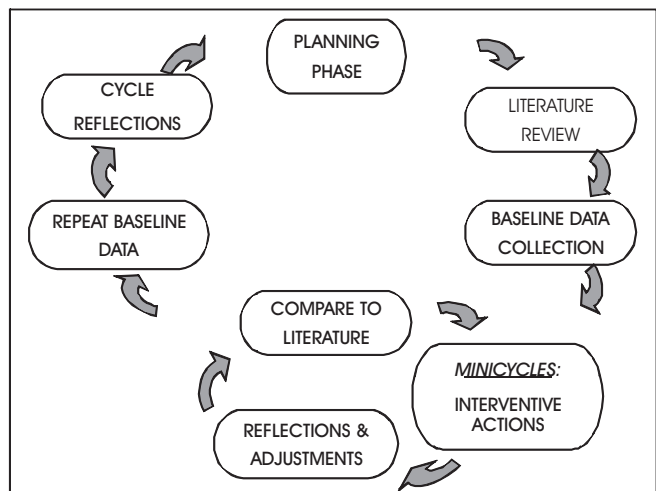 PLANNING
PHASE
LITERATURE
REVIEW
BASELINE DATA
COLLECTION
MINICYCLES:
INTERVENTIVE
ACTIONS
REFLECTIONS &
ADJUSTMENTS
COMPARE TO
LITERATURE
REPEAT BASELINE
DATA
CYCLE
REFLECTIONS